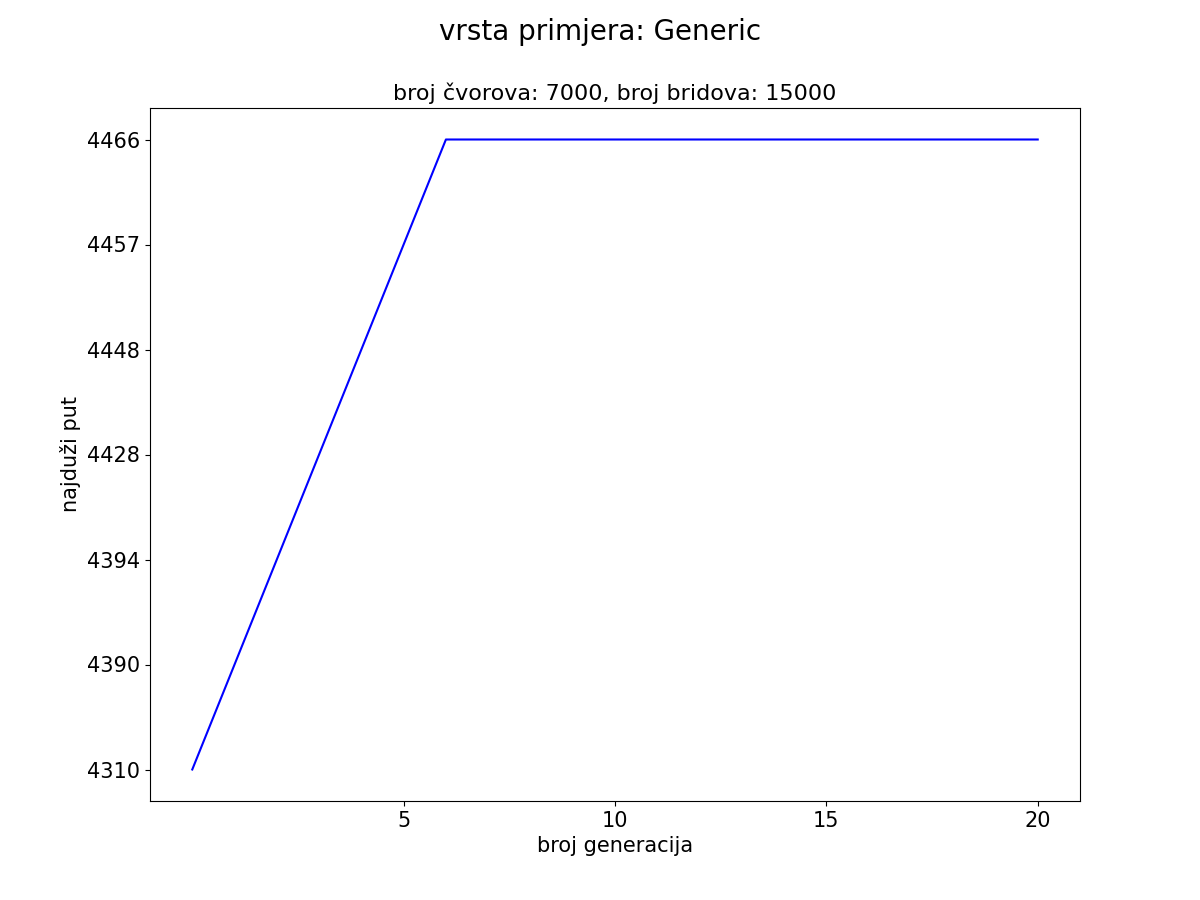 vrsta primjera: Generic
broj čvorova: 7000, broj bridova: 15000
4466
4457
4448
4428
4394
4390
4310
najduži put
5 10 15 20
broj generacija